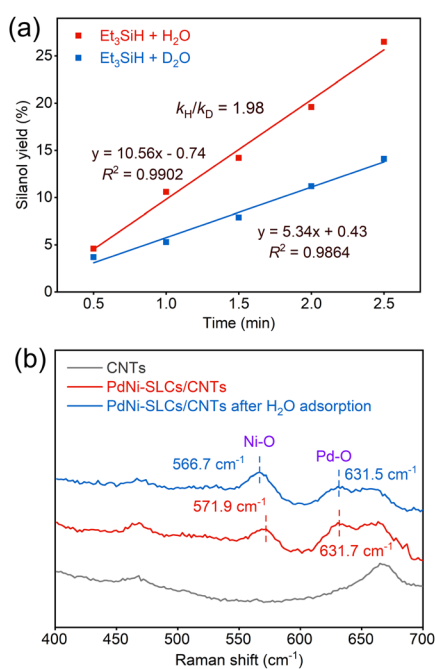 (a)
Et₃SiH + H₂O
Et₃SiH + D₂O
k_H/k_D = 1.98
y = 10.56x - 0.74
R² = 0.9902
y = 5.34x + 0.43
R² = 0.9864
Silanol yield (%)
25
20
15
10
5
0
0.5 1.0 1.5 2.0 2.5
Time (min)
(b)
CNTs
PdNi-SLCs/CNTs
PdNi-SLCs/CNTs after H₂O adsorption
Ni-O
Pd-O
566.7 cm⁻¹
631.5 cm⁻¹
571.9 cm⁻¹
631.7 cm⁻¹
400 450 500 550 600 650 700
Raman shift (cm⁻¹)